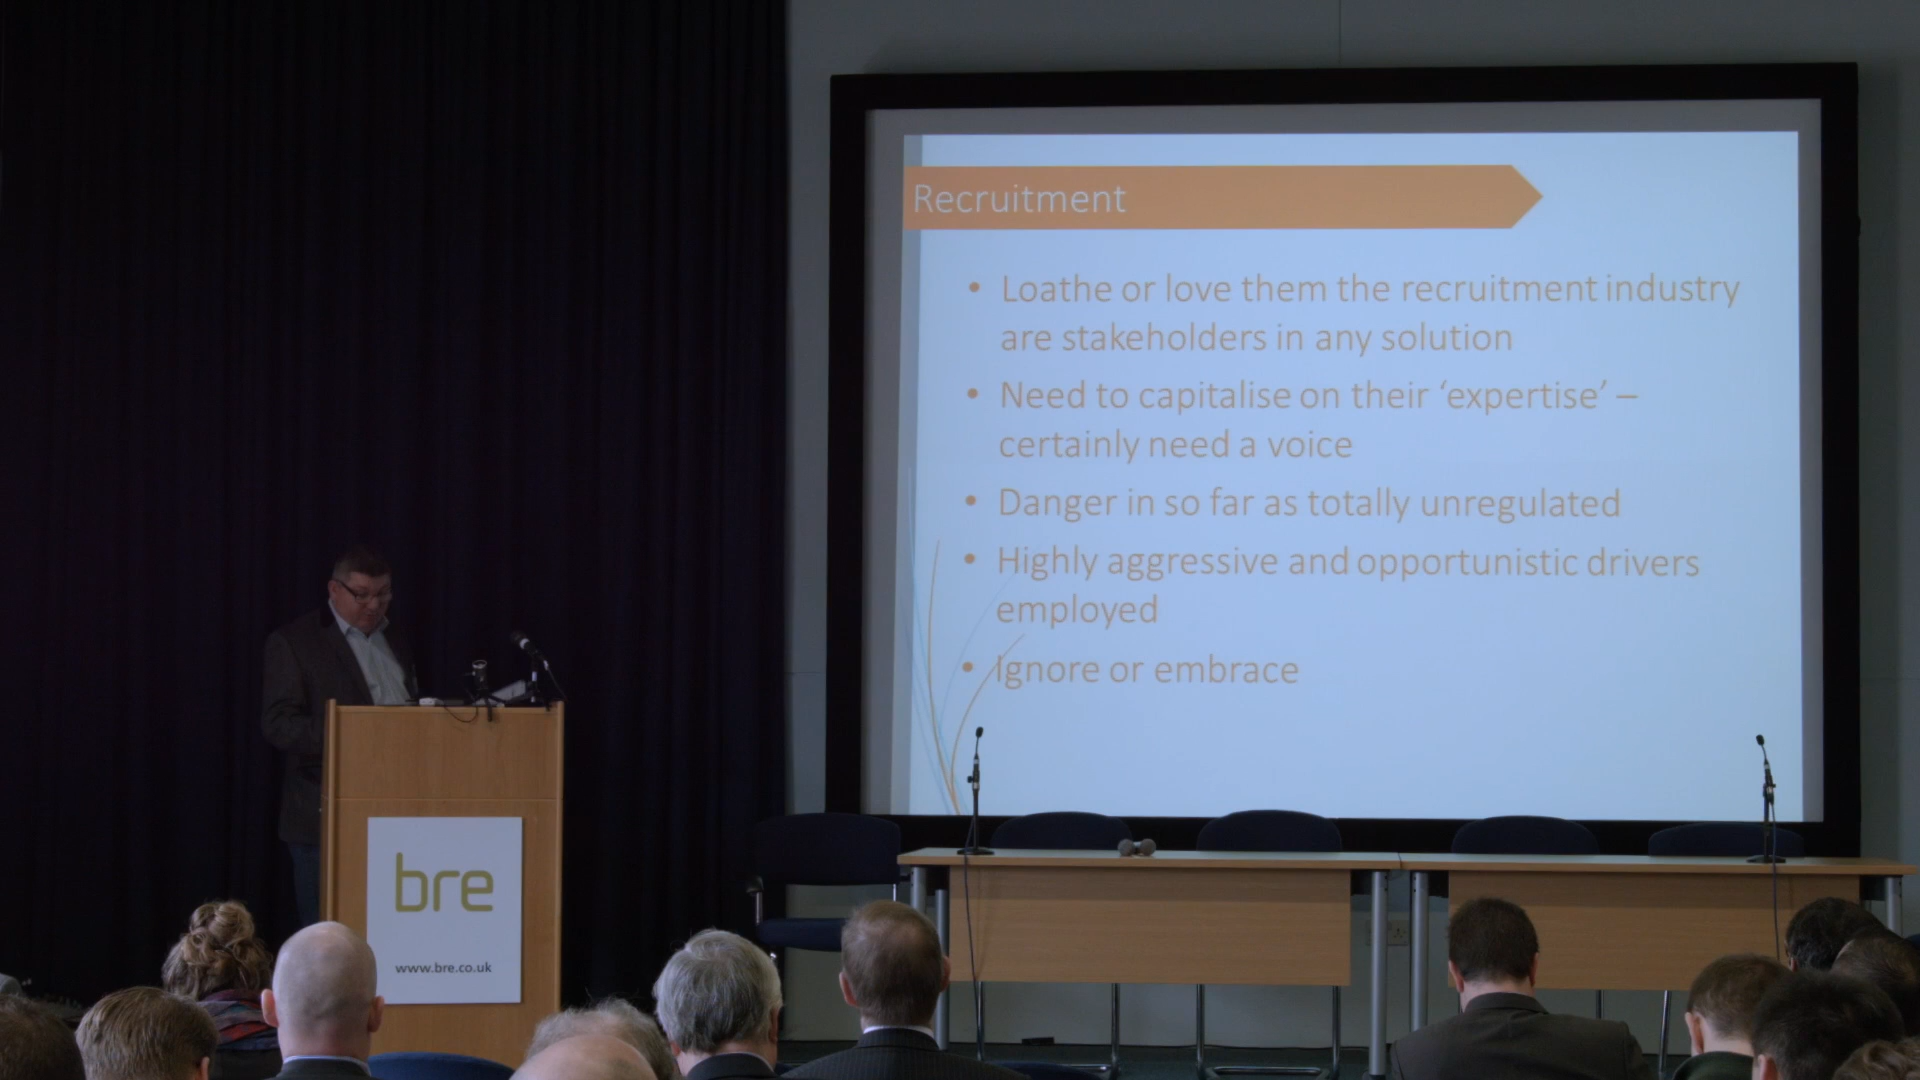 Recruitment
• Loathe or love them the recruitment industry
are stakeholders in any solution
• Need to capitalise on their ‘expertise’ –
certainly need a voice
• Danger in so far as totally unregulated
• Highly aggressive and opportunistic drivers
employed
• Ignore or embrace
bre
www.bre.co.uk